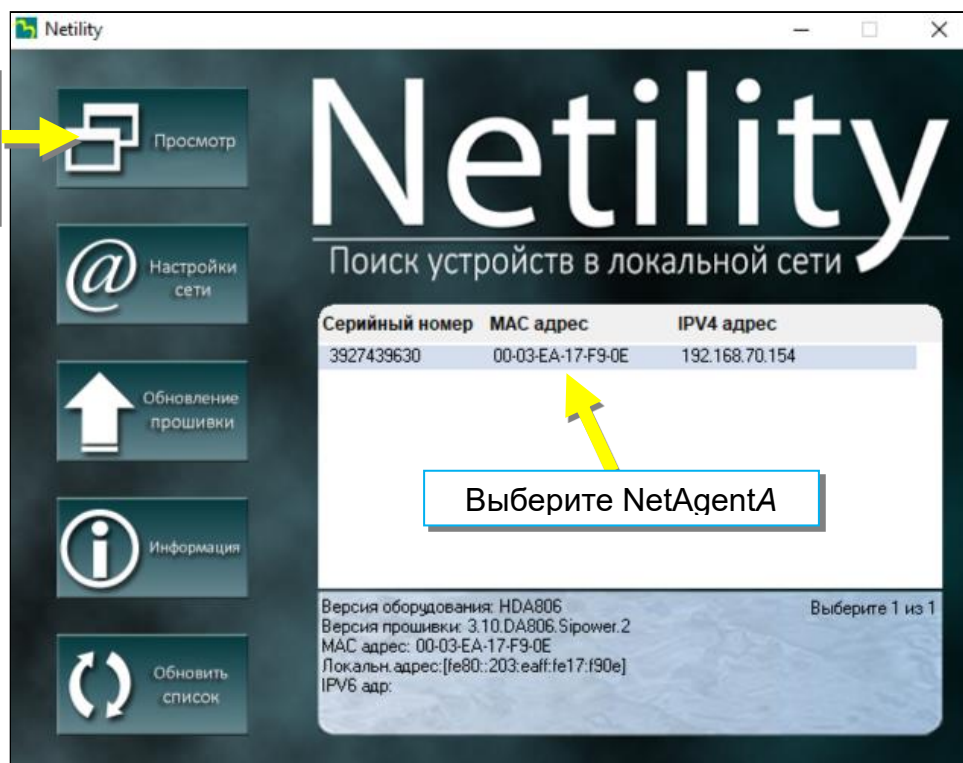 Netility
Просмотр
Настройки
сети
Обновление
прошивки
Информация
Обновить
список
Netility
Поиск устройств в локальной сети
Серийный номер MAC адрес IPV4 адрес
3927439630 00-03-EA-17-F9-0E 192.168.70.154
Выберите NetAgentA
Версия оборудования: HDA806 Выберите 1 из 1
Версия прошивки: 3.10.DA806.Sipower.2
MAC адрес: 00-03-EA-17-F9-0E
Локальн.адрес:[fe80::203:eaff:fe17:f90e]
IPV6 адр: